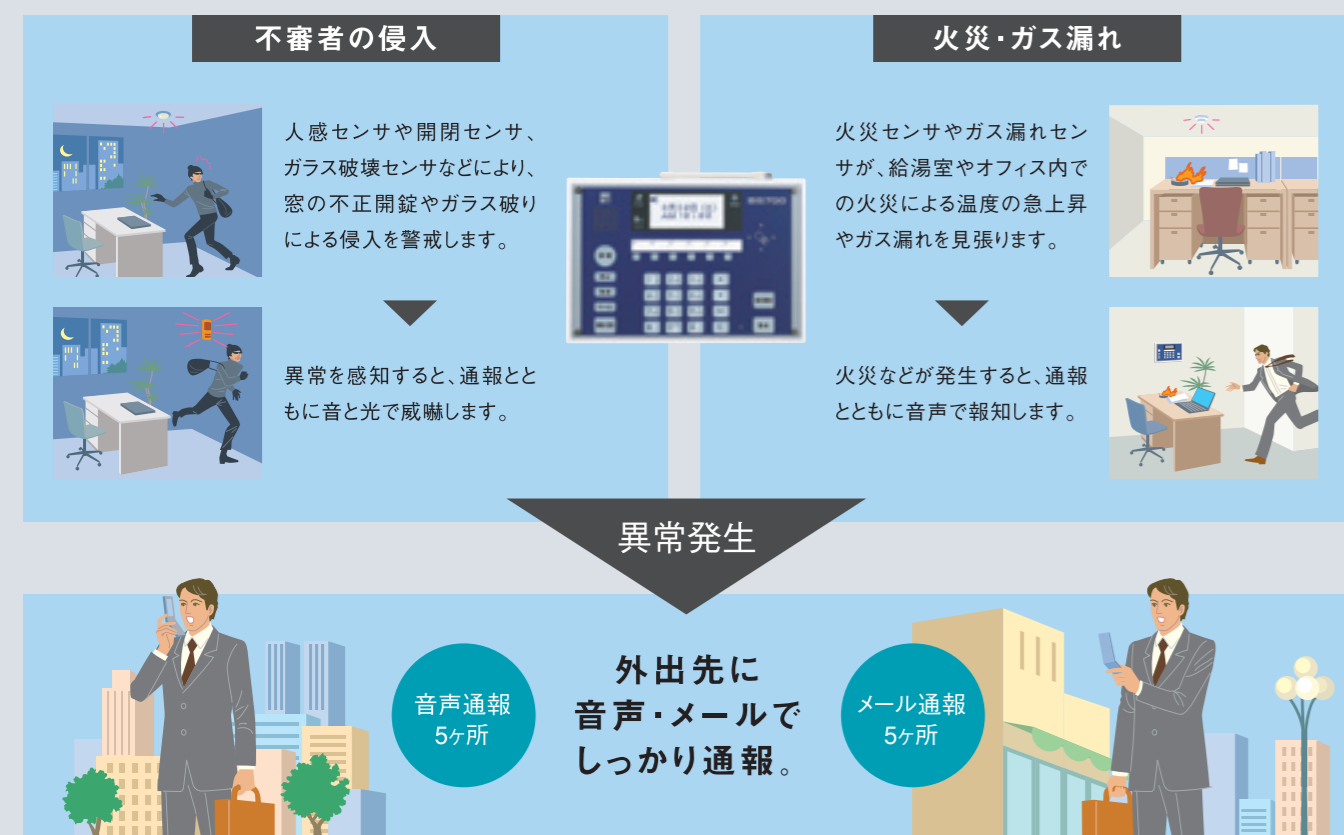 不審者の侵入
人感センサや開閉センサ、
ガラス破壊センサなどにより、
窓の不正開錠やガラス破り
による侵入を警戒します。
異常を感知すると、通報とと
もに音と光で威嚇します。
火災・ガス漏れ
火災センサやガス漏れセン
サが、給湯室やオフィス内で
の火災による温度の急上昇
やガス漏れを見張ります。
火災などが発生すると、通報
とともに音声で報知します。
異常発生
音声通報
5ヶ所
外出先に
音声・メールで
しっかり通報。
メール通報
5ヶ所